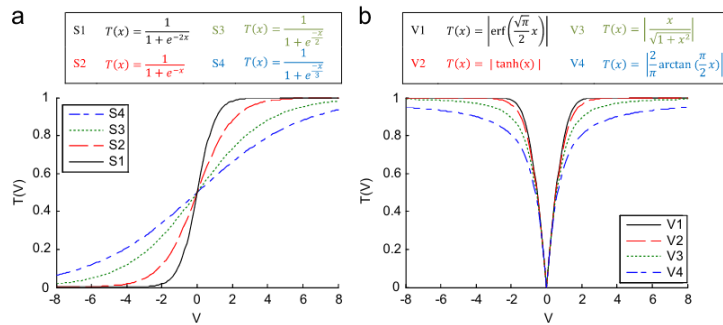 a
S1 T(x) = 1 / (1 + e^{-2x}) S3 T(x) = 1 / (1 + e^{-x/2})
S2 T(x) = 1 / (1 + e^{-x}) S4 T(x) = 1 / (1 + e^{-x/3})
1
0.8
0.6
0.4
0.2
0
T(V)
S4
S3
S2
S1
-8 -6 -4 -2 0 2 4 6 8
V
b
V1 T(x) = |erf(√π/2 x)| V3 T(x) = |x / √(1 + x²)|
V2 T(x) = | tanh(x) | V4 T(x) = |2/π arctan (π/2 x)|
1
0.8
0.6
0.4
0.2
0
T(V)
V1
V2
V3
V4
-8 -6 -4 -2 0 2 4 6 8
V